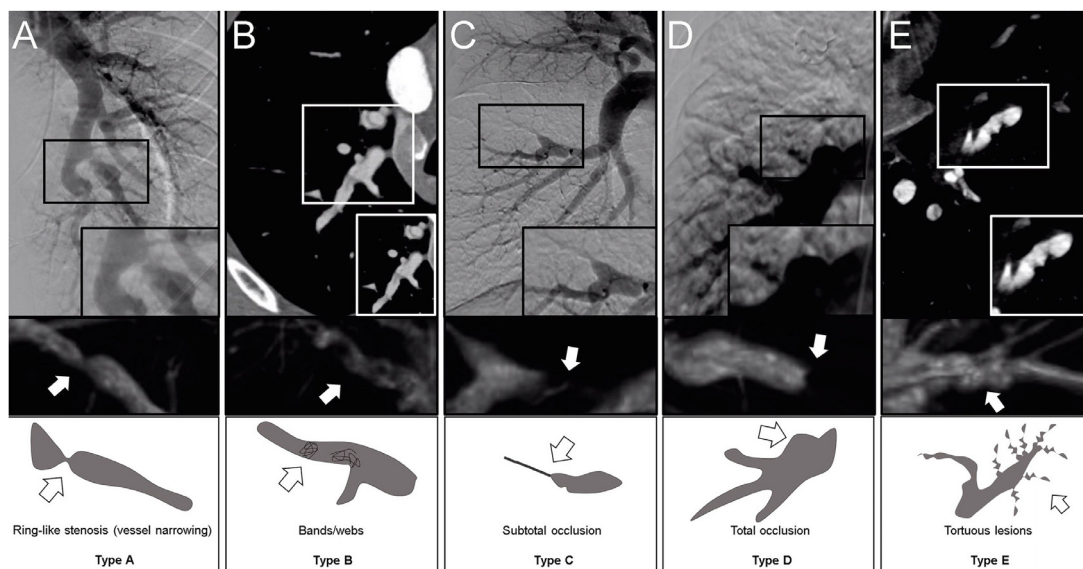 A B C D E
Ring-like stenosis (vessel narrowing) Bands/webs Subtotal occlusion Total occlusion Tortuous lesions
Type A Type B Type C Type D Type E